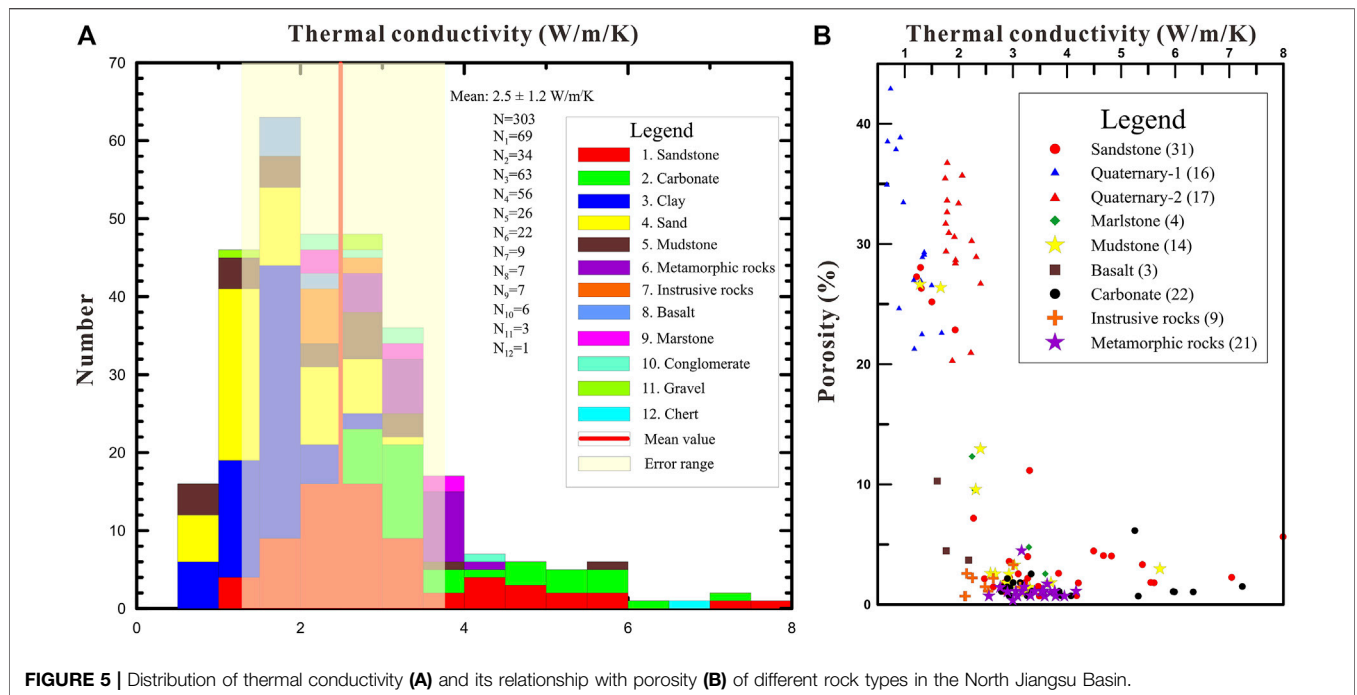 A
Thermal conductivity (W/m/K)
Number
70
60
50
40
30
20
10
0
0
2
4
6
8
Mean: 2.5 ± 1.2 W/m/K
N=303
N1=69
N2=34
N3=63
N4=56
N5=26
N6=22
N7=9
N8=7
N9=7
N10=6
N11=3
N12=1
Legend
1. Sandstone
2. Carbonate
3. Clay
4. Sand
5. Mudstone
6. Metamorphic rocks
7. Instrusive rocks
8. Basalt
9. Marstone
10. Conglomerate
11. Gravel
12. Chert
Mean value
Error range
B
Thermal conductivity (W/m/K)
1 2 3 4 5 6 7 8
Porosity (%)
40
30
20
10
0
Legend
Sandstone (31)
Quaternary-1 (16)
Quaternary-2 (17)
Marlstone (4)
Mudstone (14)
Basalt (3)
Carbonate (22)
Instrusive rocks (9)
Metamorphic rocks (21)
FIGURE 5 | Distribution of thermal conductivity (A) and its relationship with porosity (B) of different rock types in the North Jiangsu Basin.